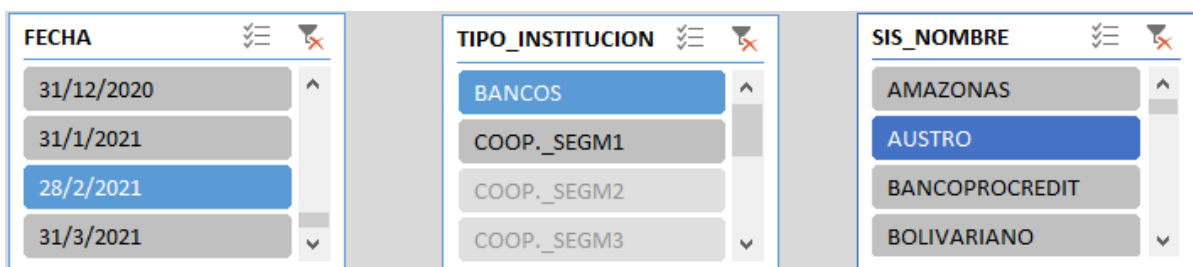 FECHA
31/12/2020
31/1/2021
28/2/2021
31/3/2021
TIPO_INSTITUCION
BANCOS
COOP._SEGM1
COOP._SEGM2
COOP._SEGM3
SIS_NOMBRE
AMAZONAS
AUSTRO
BANCOPROCREDIT
BOLIVARIANO